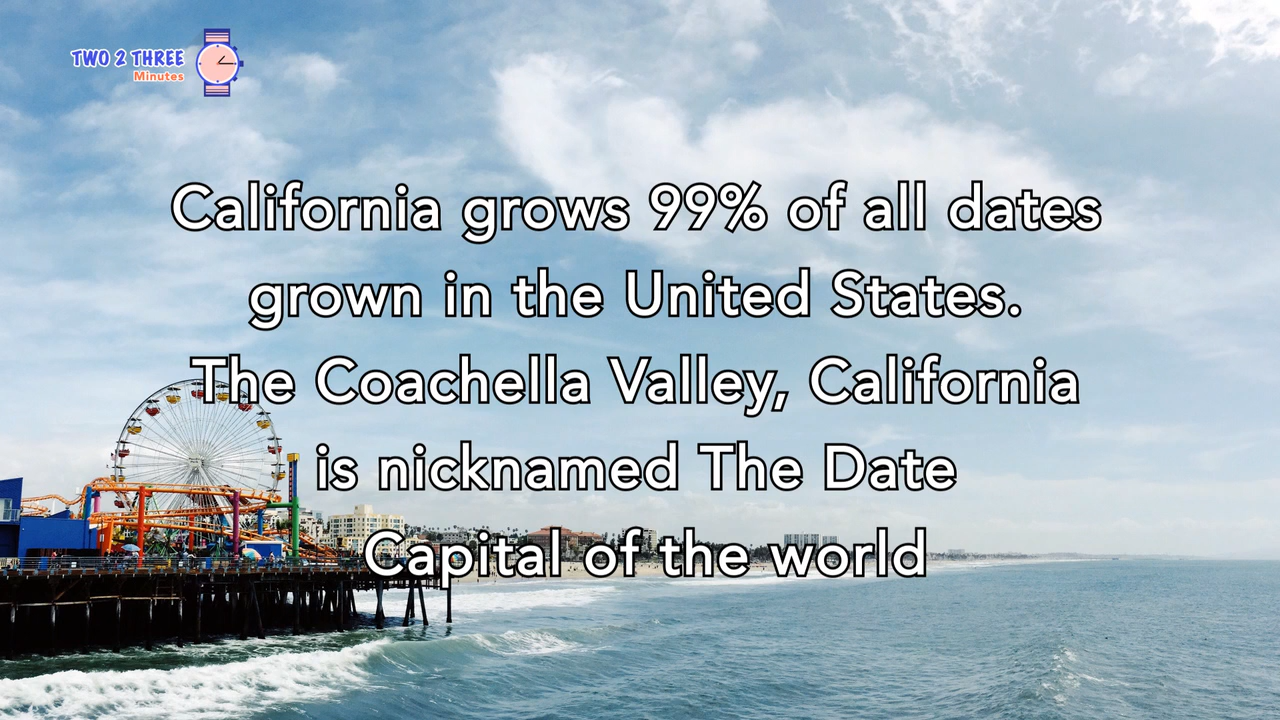 TWO 2 THREE
Minutes
California grows 99% of all dates
grown in the United States.
The Coachella Valley, California
is nicknamed The Date
Capital of the world